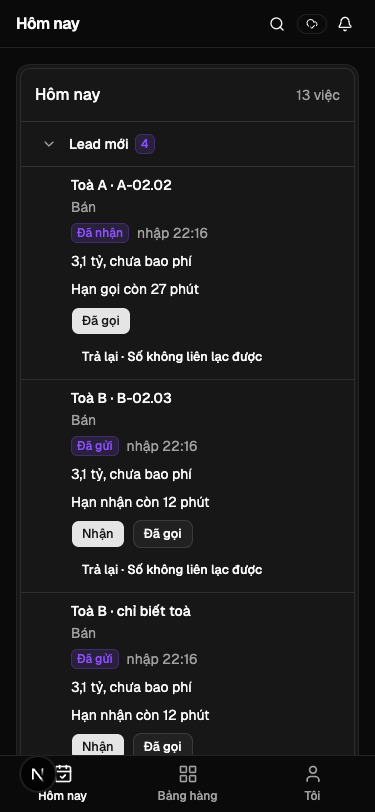 Hôm nay
Hôm nay
13 việc
Lead mới 4
Toà A · A-02.02
Bán
Đã nhận nhập 22:16
3,1 tỷ, chưa bao phí
Hạn gọi còn 27 phút
Đã gọi
Trả lại · Số không liên lạc được
Toà B · B-02.03
Bán
Đã gửi nhập 22:16
3,1 tỷ, chưa bao phí
Hạn nhận còn 12 phút
Nhận Đã gọi
Trả lại · Số không liên lạc được
Toà B · chỉ biết toà
Bán
Đã gửi nhập 22:16
3,1 tỷ, chưa bao phí
Hạn nhận còn 12 phút
Nhận Đã gọi
N
Hôm nay Bảng hàng Tôi